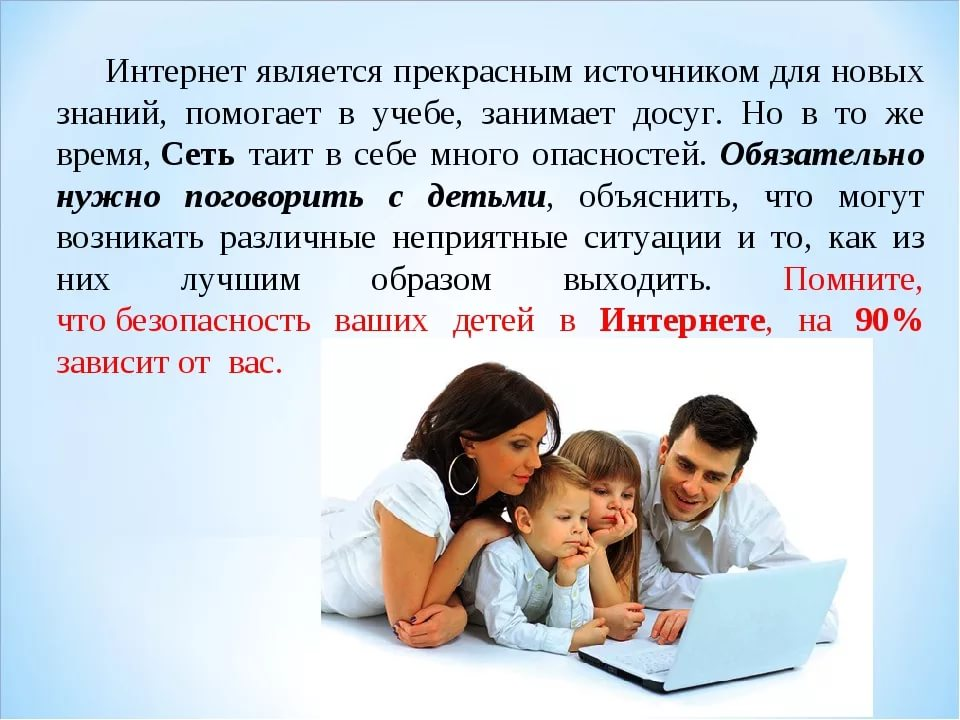 Интернет является прекрасным источником для новых
знаний, помогает в учебе, занимает досуг. Но в то же
время, Сеть таит в себе много опасностей. Обязательно
нужно поговорить с детьми, объяснить, что могут
возникать различные неприятные ситуации и то, как из
них лучшим образом выходить. Помните,
что безопасность ваших детей в Интернете, на 90%
зависит от вас.